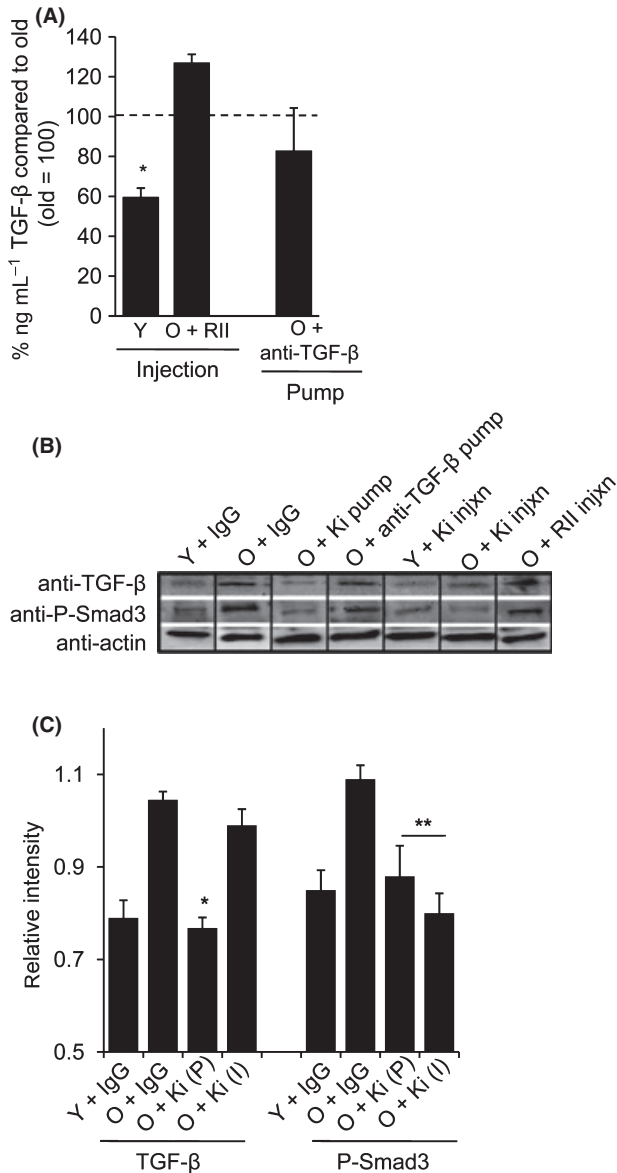 (A)
% ng mL−1 TGF-β compared to old
(old = 100)
140
120
100
80
60
40
20
0
*
Y
O + RII
O +
anti-TGF-β
Injection
Pump
(B)
Y + IgG
O + IgG
O + Ki pump
O + anti-TGF-β pump
Y + Ki injxn
O + Ki injxn
O + RII injxn
anti-TGF-β
anti-P-Smad3
anti-actin
(C)
Relative intensity
1.1
0.9
0.7
0.5
*
**
Y + IgG
O + IgG
O + Ki (P)
O + Ki (I)
Y + IgG
O + IgG
O + Ki (P)
O + Ki (I)
TGF-β
P-Smad3